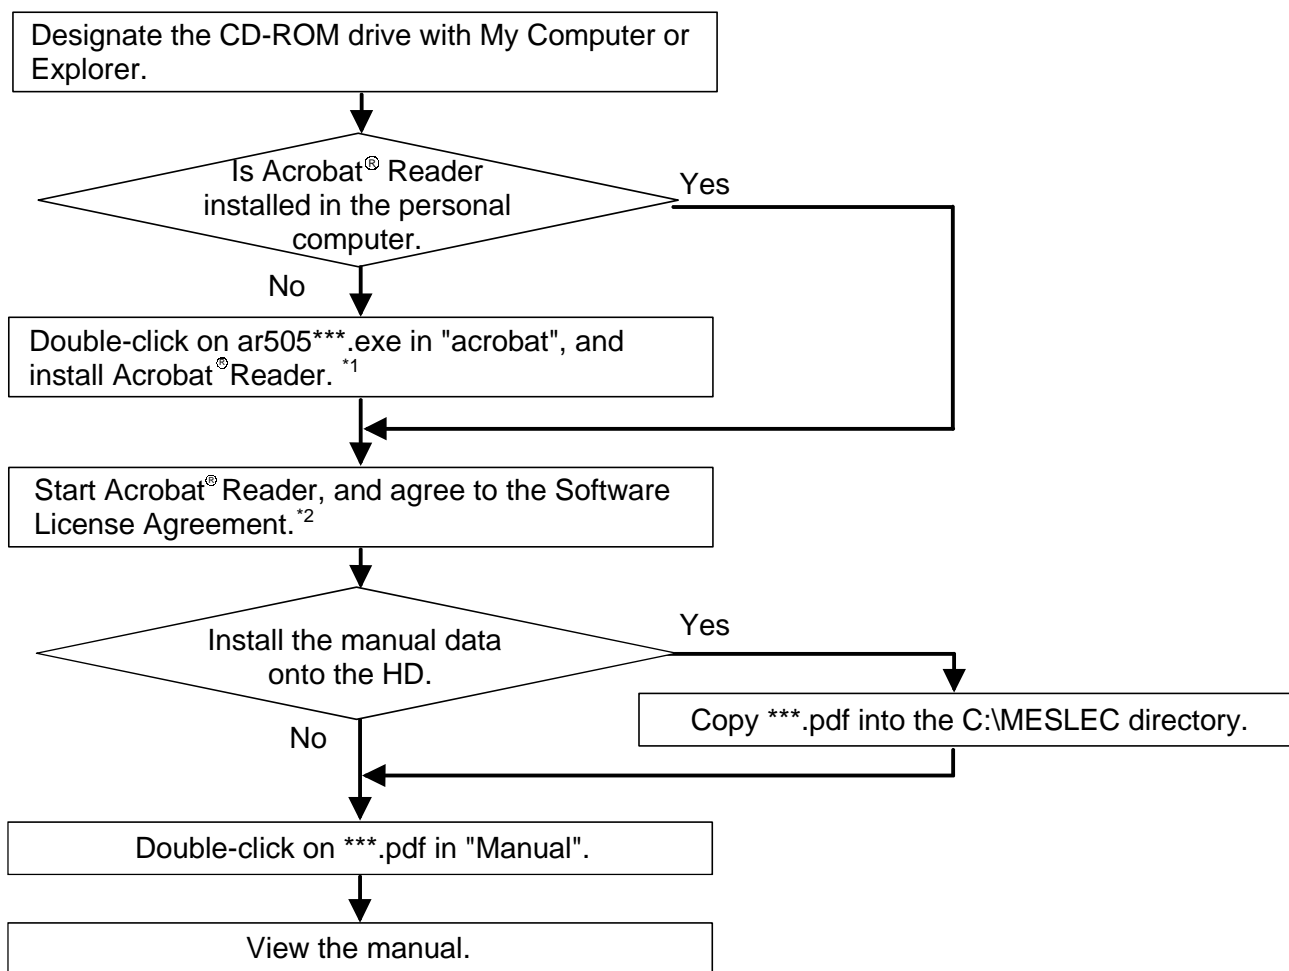 Designate the CD-ROM drive with My Computer or
Explorer.
Is Acrobat® Reader
installed in the personal
computer.
Yes
No
Double-click on ar505***.exe in "acrobat", and
install Acrobat®Reader. *1
Start Acrobat® Reader, and agree to the Software
License Agreement.*2
Install the manual data
onto the HD.
Yes
Copy ***.pdf into the C:\MESLEC directory.
No
Double-click on ***.pdf in "Manual".
View the manual.